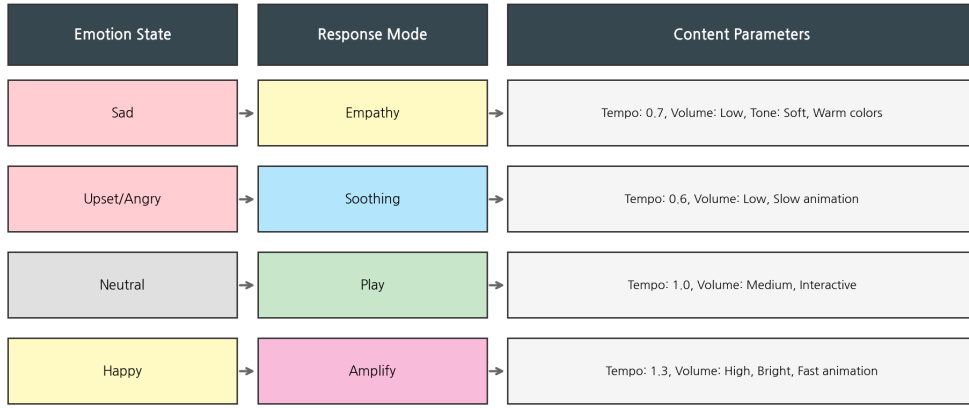 Emotion State
Response Mode
Content Parameters
Sad
Empathy
Tempo: 0.7, Volume: Low, Tone: Soft, Warm colors
Upset/Angry
Soothing
Tempo: 0.6, Volume: Low, Slow animation
Neutral
Play
Tempo: 1.0, Volume: Medium, Interactive
Happy
Amplify
Tempo: 1.3, Volume: High, Bright, Fast animation